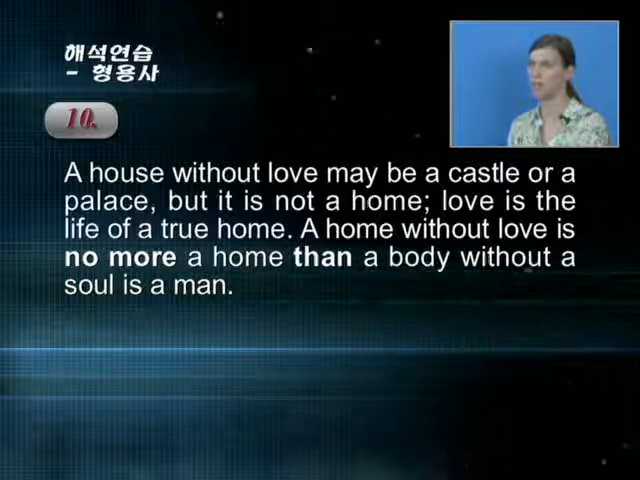 해석연습
- 형용사
10.
A house without love may be a castle or a
palace, but it is not a home; love is the
life of a true home. A home without love is
no more a home than a body without a
soul is a man.